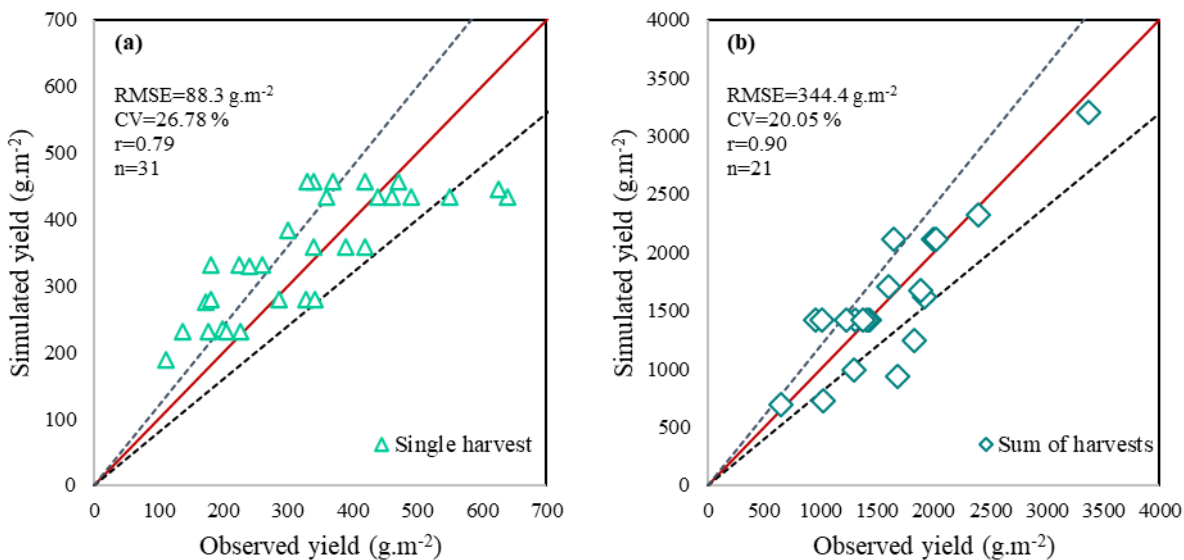 (a)
RMSE=88.3 g.m-2
CV=26.78 %
r=0.79
n=31
700
600
500
400
300
200
100
0
Simulated yield (g.m-2)
Single harvest
0 100 200 300 400 500 600 700
Observed yield (g.m-2)
(b)
RMSE=344.4 g.m-2
CV=20.05 %
r=0.90
n=21
4000
3500
3000
2500
2000
1500
1000
500
0
Simulated yield (g.m-2)
Sum of harvests
0 500 1000 1500 2000 2500 3000 3500 4000
Observed yield (g.m-2)